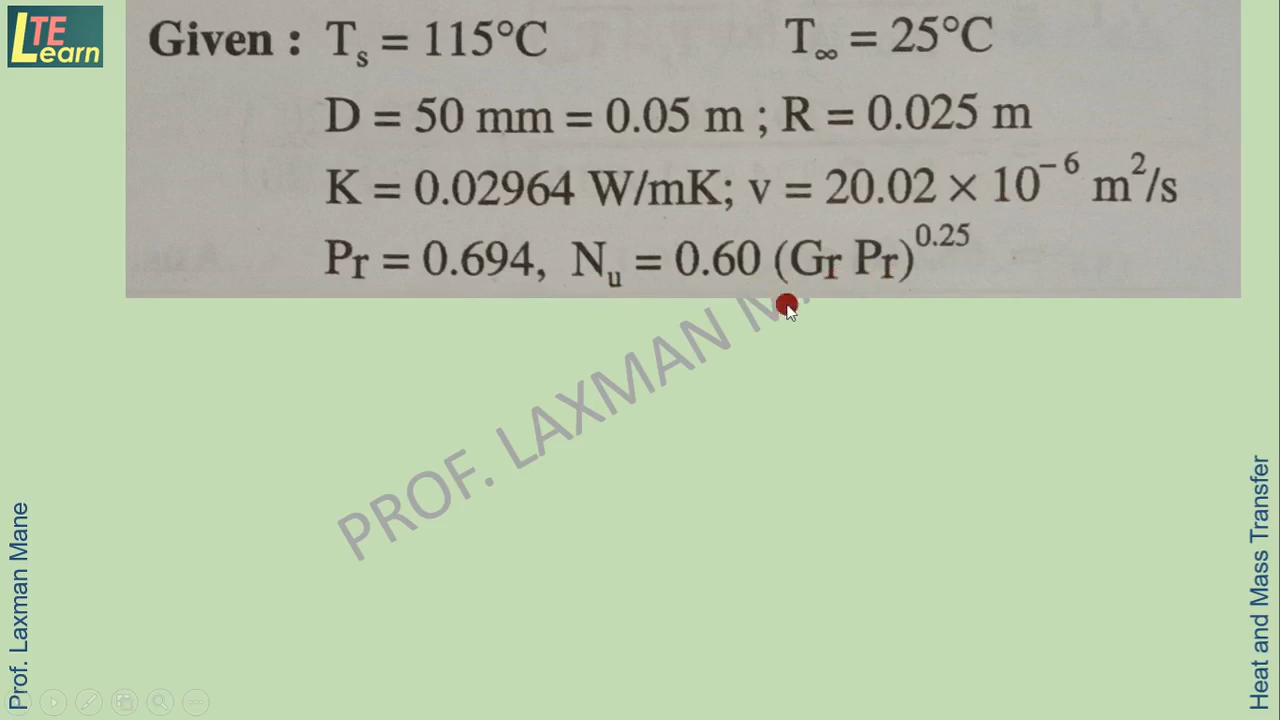 LTE
Learn
Given : Tₛ = 115°C T∞ = 25°C
D = 50 mm = 0.05 m ; R = 0.025 m
K = 0.02964 W/mK; v = 20.02 × 10⁻⁶ m²/s
Pr = 0.694, Nᵤ = 0.60 (Gr Pr)⁰·²⁵
PROF. LAXMAN M
Prof. Laxman Mane
Heat and Mass Transfer